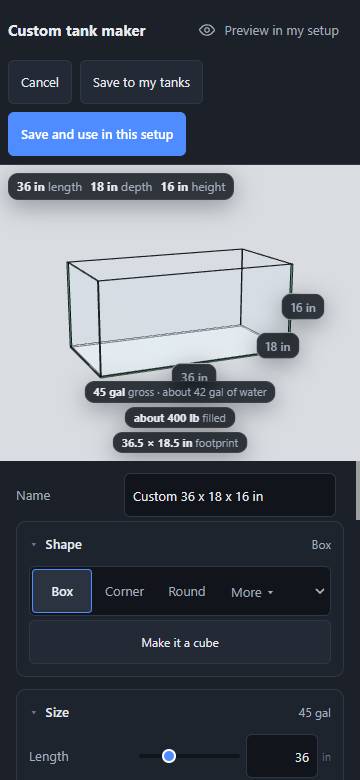 Custom tank maker
Preview in my setup
Cancel
Save to my tanks
Save and use in this setup
36 in length 18 in depth 16 in height
16 in
18 in
36 in
45 gal gross · about 42 gal of water
about 400 lb filled
36.5 × 18.5 in footprint
Name
Custom 36 x 18 x 16 in
Shape
Box
Box
Corner
Round
More
Make it a cube
Size
45 gal
Length
36
in